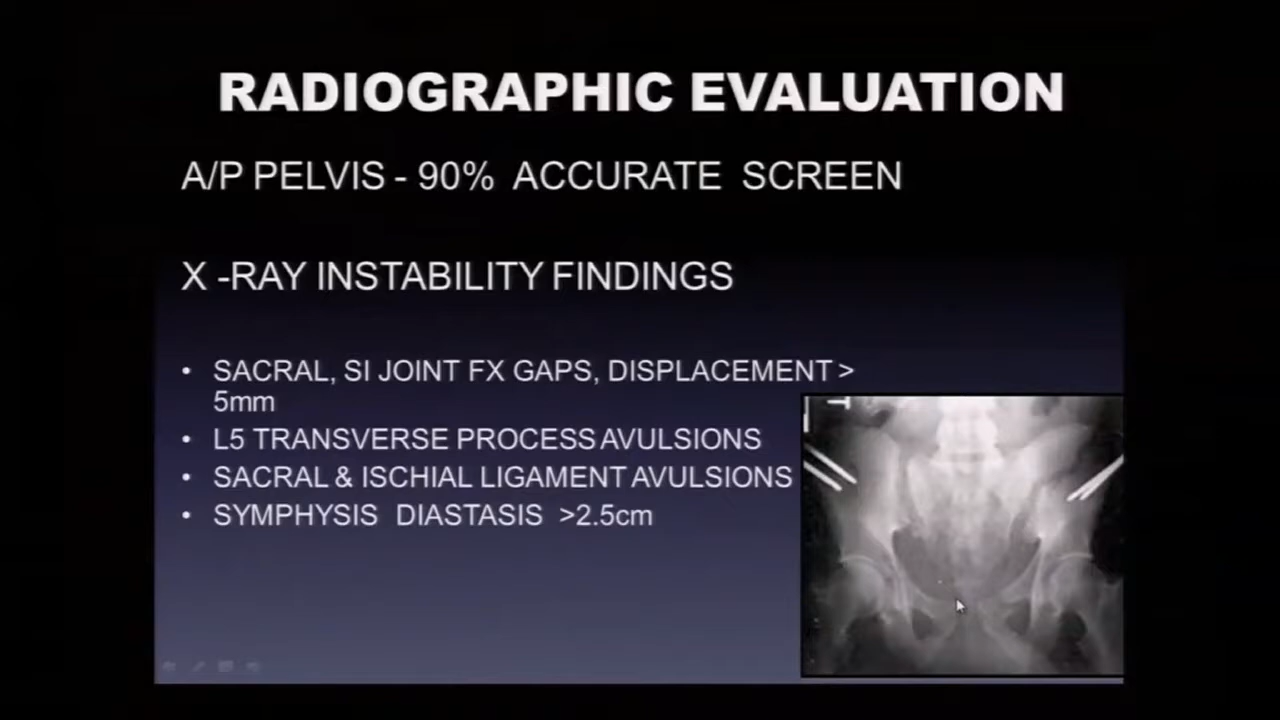 RADIOGRAPHIC EVALUATION
A/P PELVIS - 90% ACCURATE SCREEN
X -RAY INSTABILITY FINDINGS
• SACRAL, SI JOINT FX GAPS, DISPLACEMENT >
5mm
• L5 TRANSVERSE PROCESS AVULSIONS
• SACRAL & ISCHIAL LIGAMENT AVULSIONS
• SYMPHYSIS DIASTASIS >2.5cm